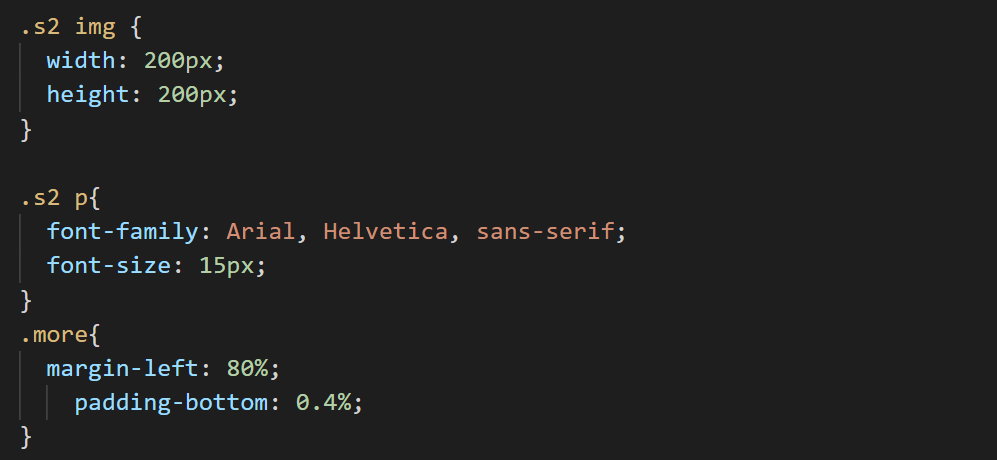 .s2 img {
width: 200px;
height: 200px;
}
.s2 p{
font-family: Arial, Helvetica, sans-serif;
font-size: 15px;
}
.more{
margin-left: 80%;
padding-bottom: 0.4%;
}